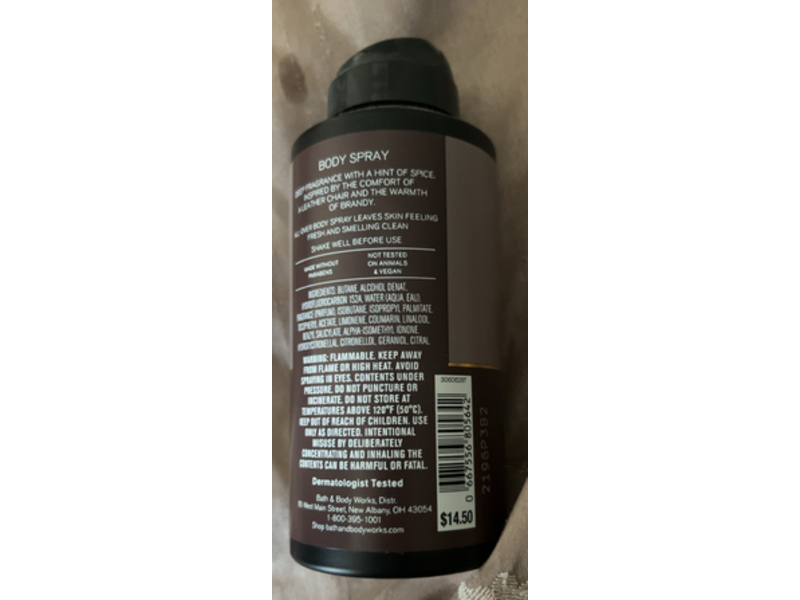 BODY SPRAY
DEEP FRAGRANCE WITH A HINT OF SPICE,
INSPIRED BY THE COMFORT OF
A LEATHER CHAIR AND THE WARMTH
OF BRANDY.
ALL-OVER BODY SPRAY LEAVES SKIN FEELING
FRESH AND SMELLING CLEAN
SHAKE WELL BEFORE USE
MADE WITHOUT
PARABENS
NOT TESTED
ON ANIMALS
& VEGAN
INGREDIENTS: BUTANE, ALCOHOL DENAT.,
HYDROFLUOROCARBON 152A, WATER (AQUA, EAU),
FRAGRANCE (PARFUM), ISOBUTANE, ISOPROPYL PALMITATE,
TOCOPHERYL ACETATE, LIMONENE, COUMARIN, LINALOOL,
BENZYL SALICYLATE, ALPHA-ISOMETHYL IONONE,
HYDROXYCITRONELLAL, CITRONELLOL, GERANIOL, CITRAL
WARNING: FLAMMABLE. KEEP AWAY
FROM FLAME OR HIGH HEAT. AVOID
SPRAYING IN EYES. CONTENTS UNDER
PRESSURE. DO NOT PUNCTURE OR
INCINERATE. DO NOT STORE AT
TEMPERATURES ABOVE 120°F (50°C).
KEEP OUT OF REACH OF CHILDREN. USE
ONLY AS DIRECTED. INTENTIONAL
MISUSE BY DELIBERATELY
CONCENTRATING AND INHALING THE
CONTENTS CAN BE HARMFUL OR FATAL.
Dermatologist Tested
Bath & Body Works, Distr.
95 West Main Street, New Albany, OH 43054
1-800-395-1001
Shop bathandbodyworks.com
0 667556 805642
$14.50
2196P3B2